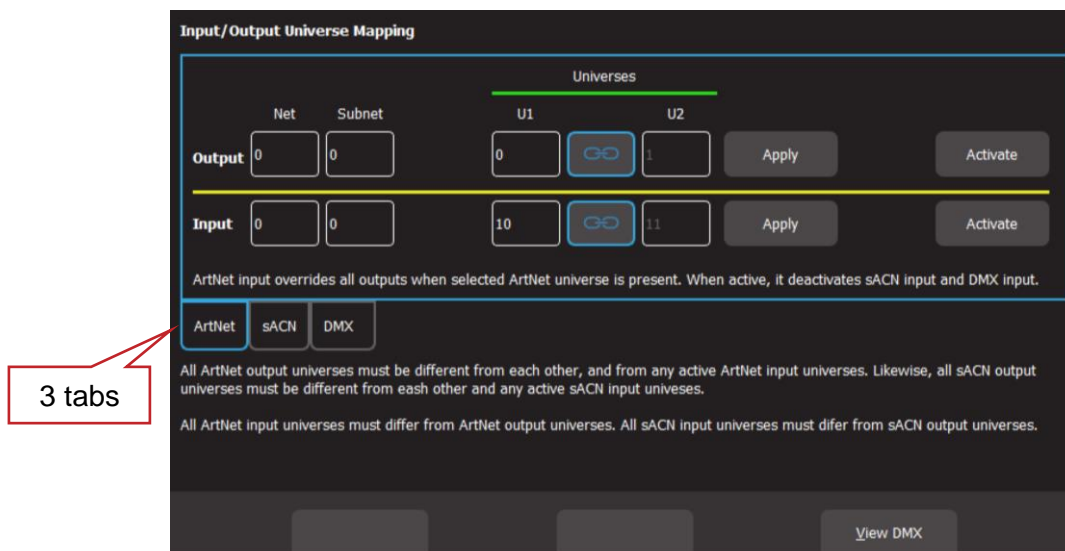 Input/Output Universe Mapping
Universes
Net Subnet U1 U2
Output 0 0 0 1 Apply Activate
Input 0 0 10 11 Apply Activate
ArtNet input overrides all outputs when selected ArtNet universe is present. When active, it deactivates sACN input and DMX input.
ArtNet sACN DMX
3 tabs
All ArtNet output universes must be different from each other, and from any active ArtNet input universes. Likewise, all sACN output
universes must be different from eash other and any active sACN input univeses.
All ArtNet input universes must differ from ArtNet output universes. All sACN input universes must difer from sACN output universes.
View DMX